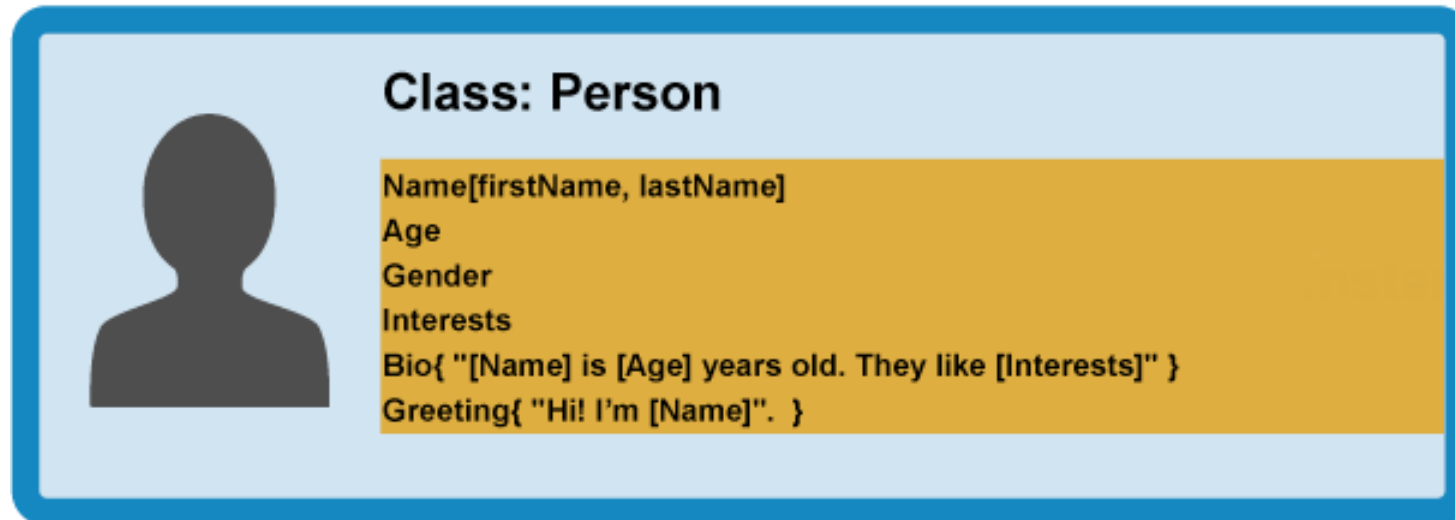 Class: Person
Name[firstName, lastName]
Age
Gender
Interests
Bio{ "[Name] is [Age] years old. They like [Interests]" }
Greeting{ "Hi! I’m [Name]".  }